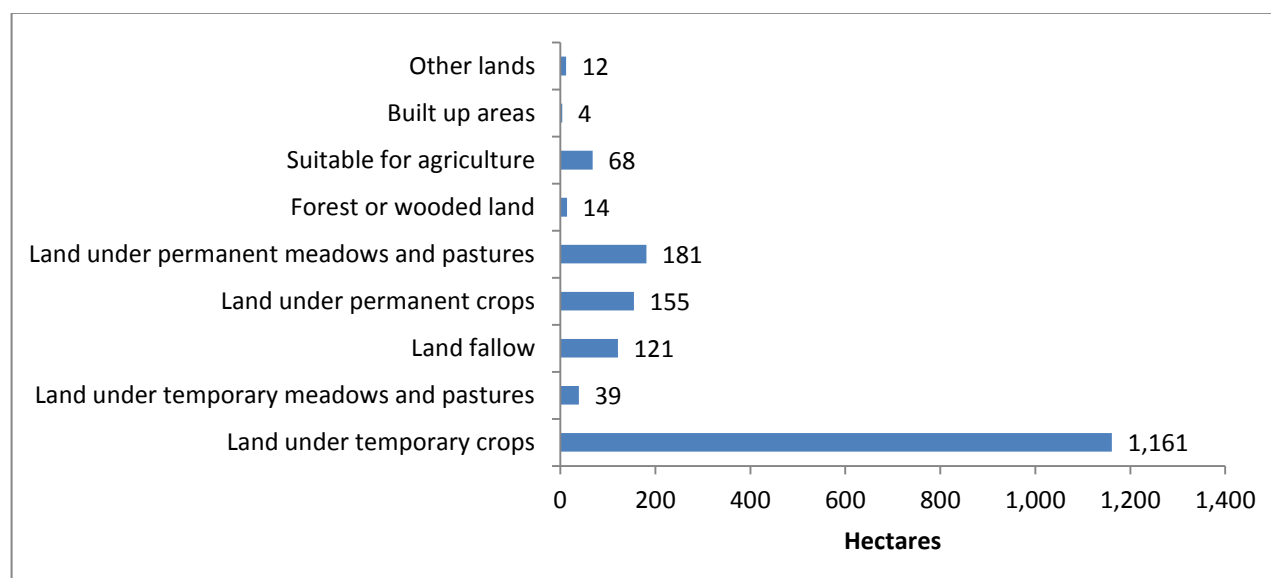 Other lands 12
Built up areas 4
Suitable for agriculture 68
Forest or wooded land 14
Land under permanent meadows and pastures 181
Land under permanent crops 155
Land fallow 121
Land under temporary meadows and pastures 39
Land under temporary crops 1,161
0 200 400 600 800 1,000 1,200 1,400
Hectares